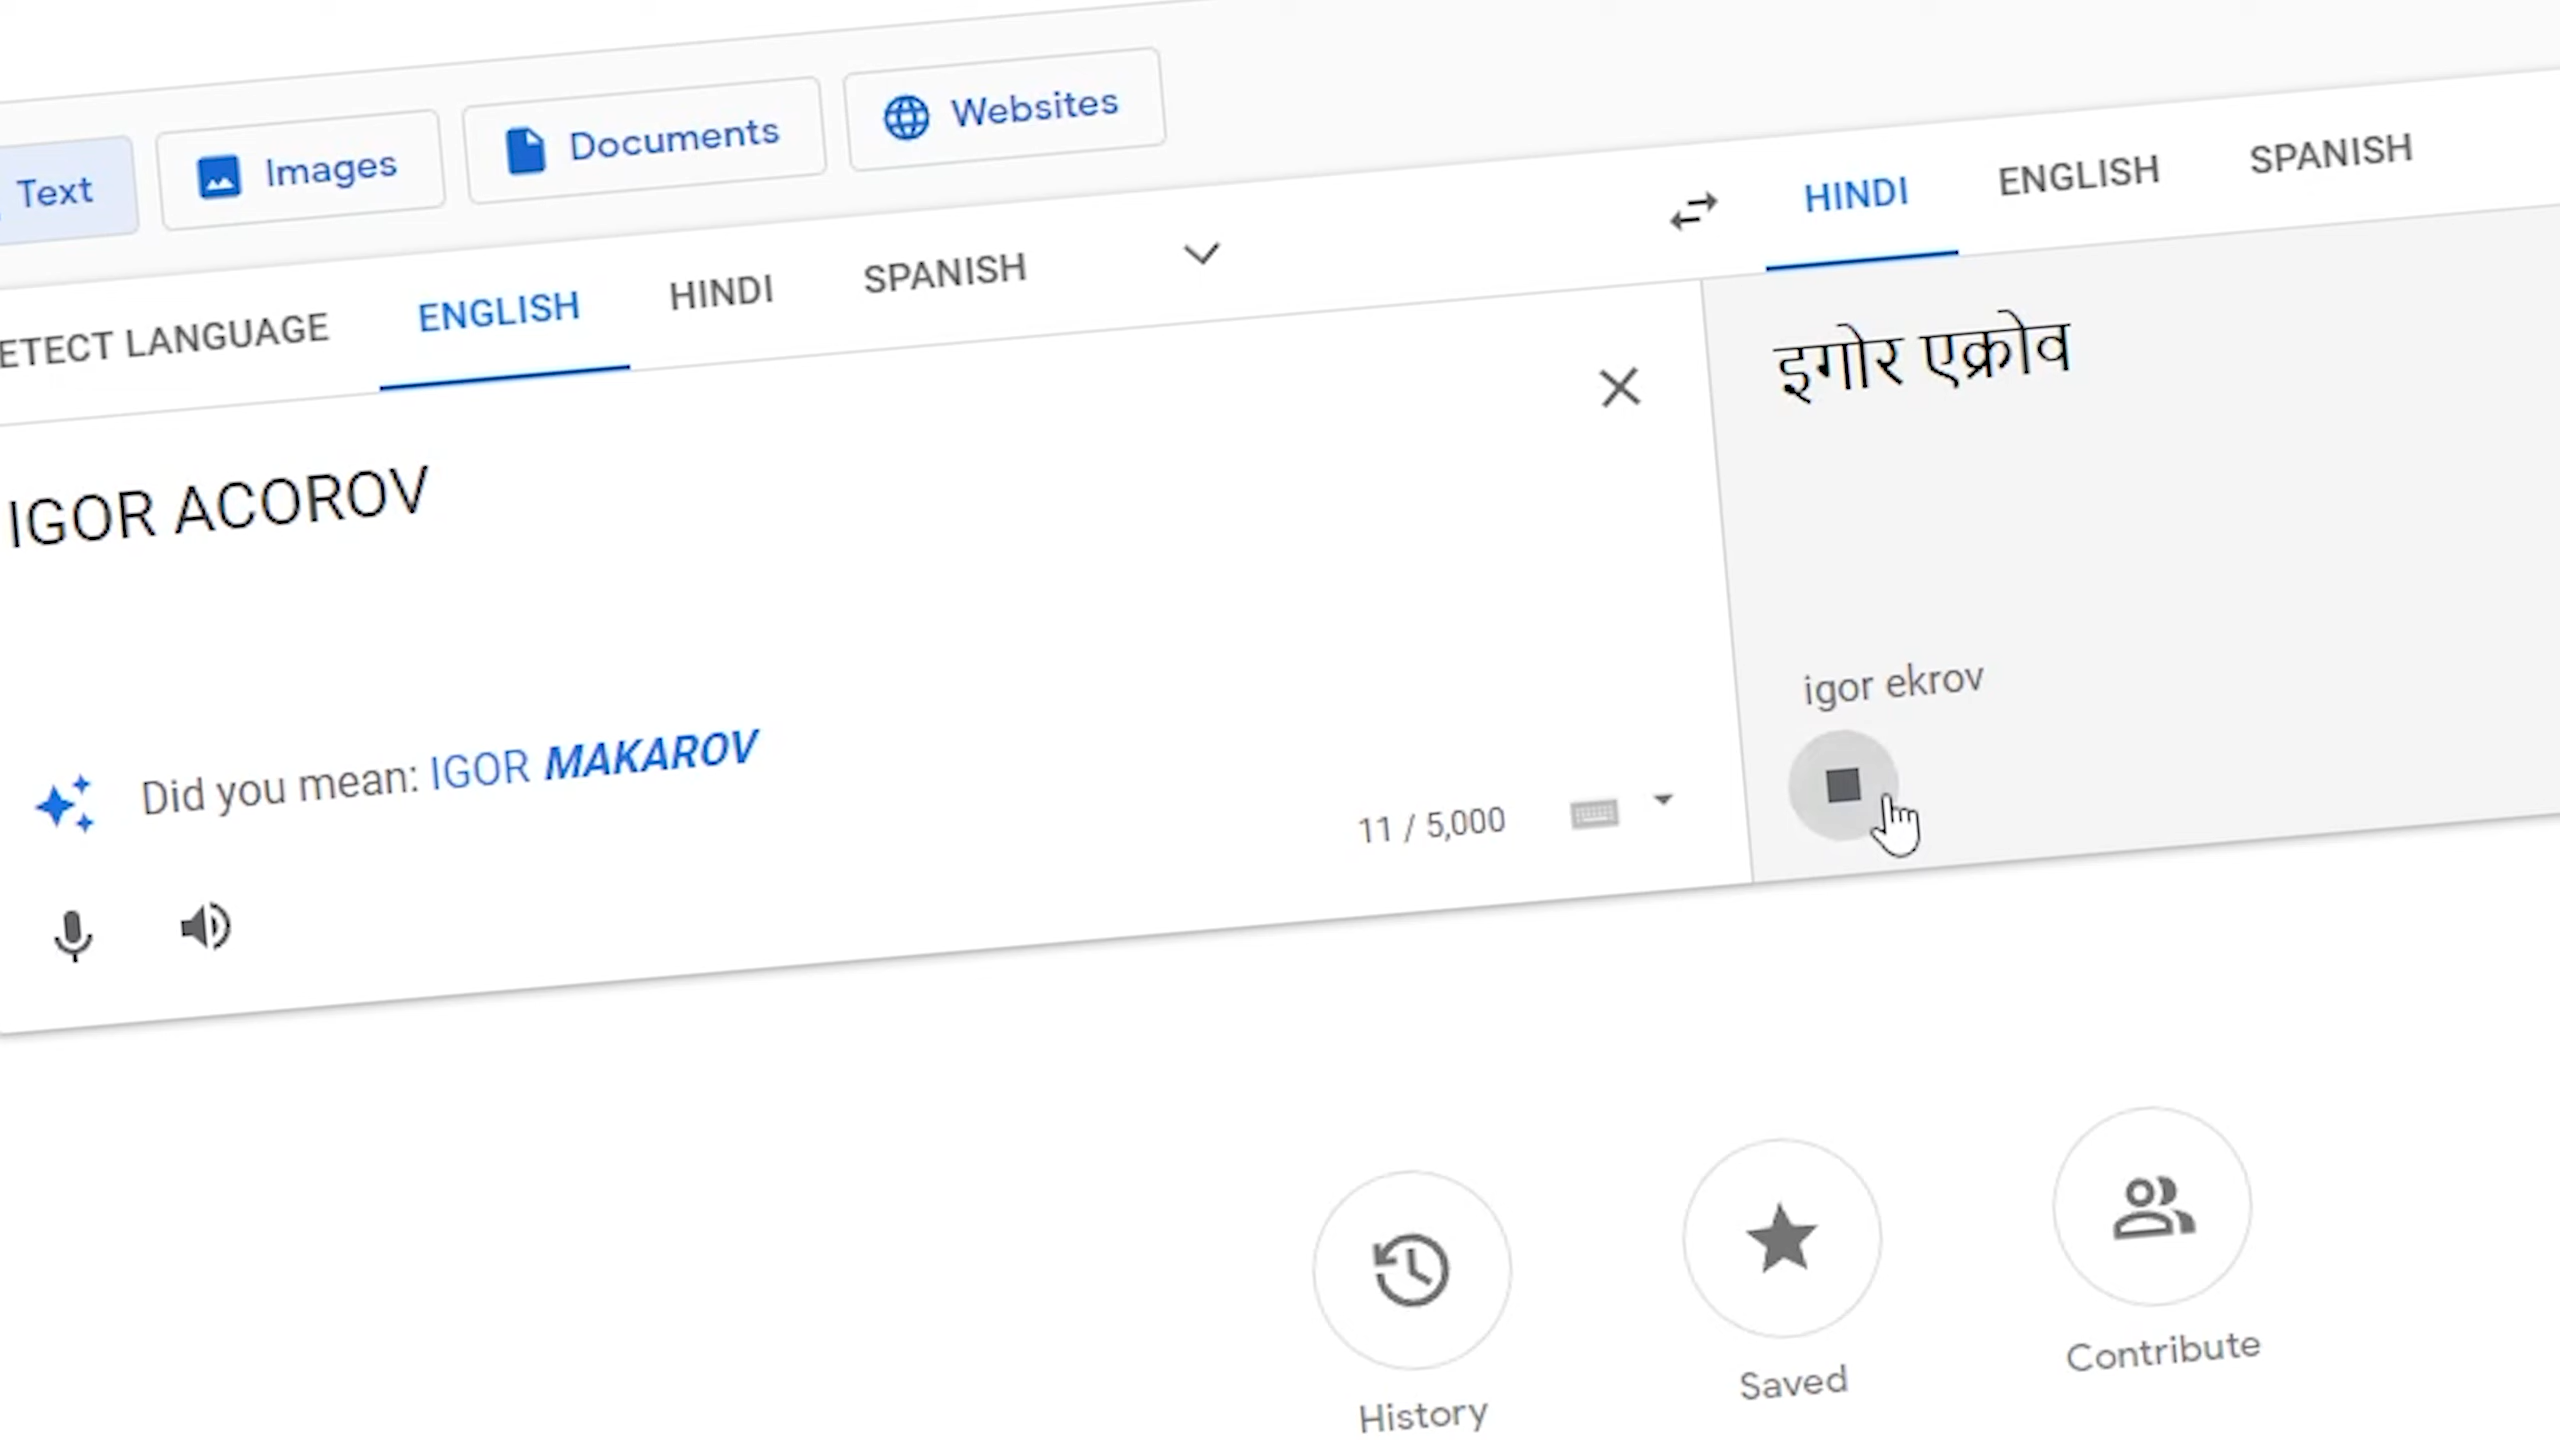 Text
Images
Documents
Websites
ETECT LANGUAGE
ENGLISH
HINDI
SPANISH
HINDI
ENGLISH
SPANISH
IGOR ACOROV
इगोर एक्रोव
igor ekrov
Did you mean: IGOR MAKAROV
11 / 5,000
History
Saved
Contribute